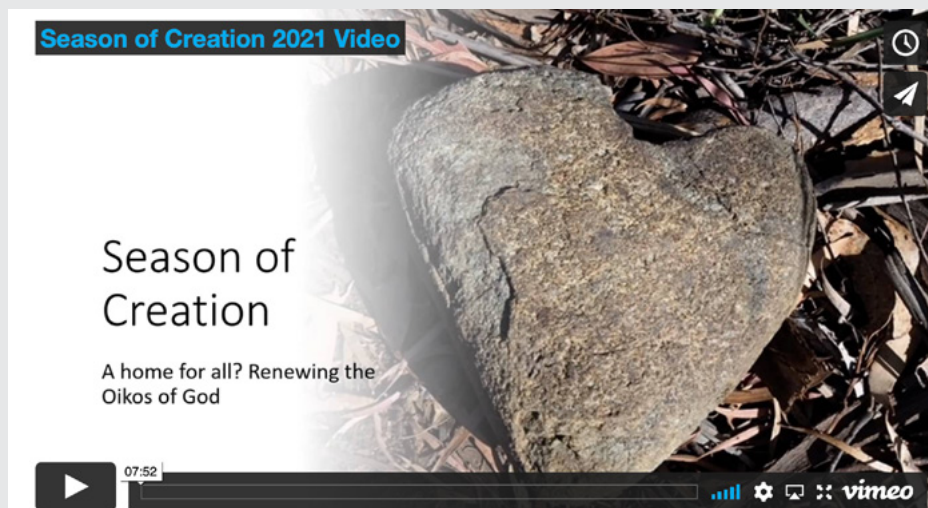 Season of Creation 2021 Video
Season of
Creation
A home for all? Renewing the
Oikos of God
07:52
vimeo